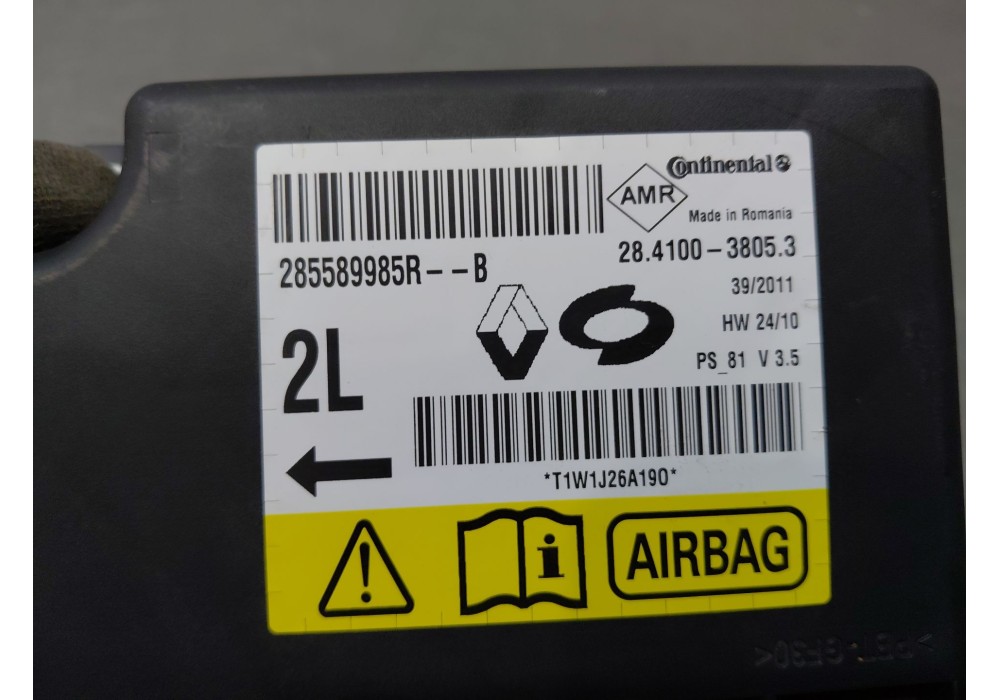 Continental
AMR
Made in Romania
285589985R--B
28.4100-3805.3
39/2011
HW 24/10
2L
PS_81 V 3.5
*T1W1J26A190*
i
AIRBAG